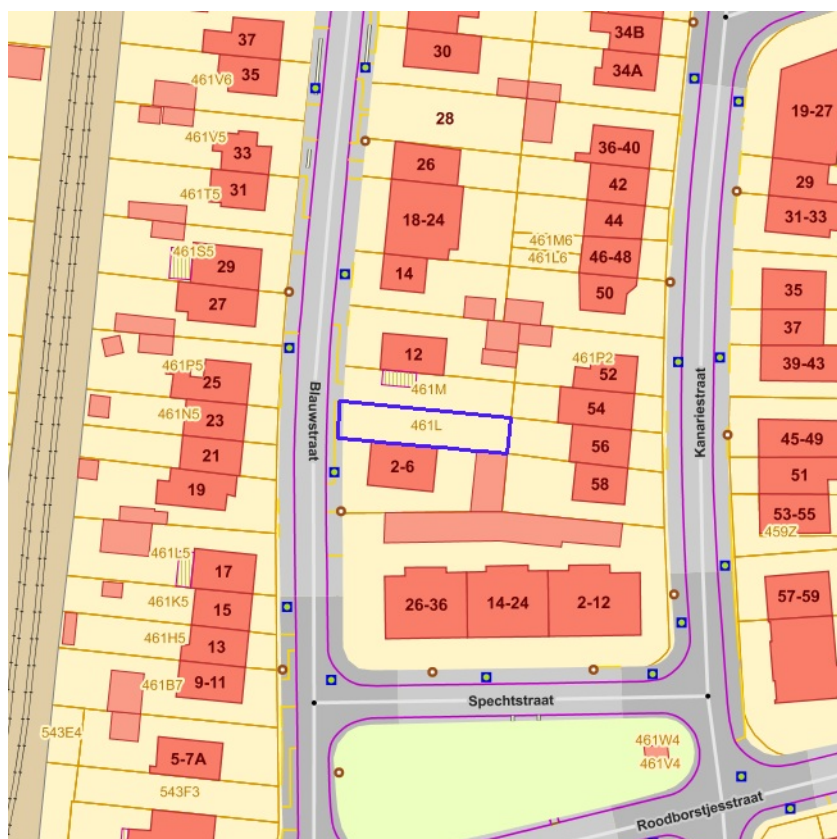 37
35
461V6
30
34B
34A
19-27
28
461V5
33
31
461T5
26
36-40
42
29
31-33
18-24
44
461M6
46-48
461L6
461S5
29
27
14
50
35
37
39-43
12
461P2
52
461P5
25
461M
54
461N5
23
461L
56
45-49
21
2-6
58
51
19
53-55
459Z
Blauwstraat
Kanariestraat
461L5
17
461K5
15
461H5
13
461B7
9-11
26-36
14-24
2-12
57-59
Spechtstraat
543E4
5-7A
543F3
461W4
461V4
Roodborstjesstraat